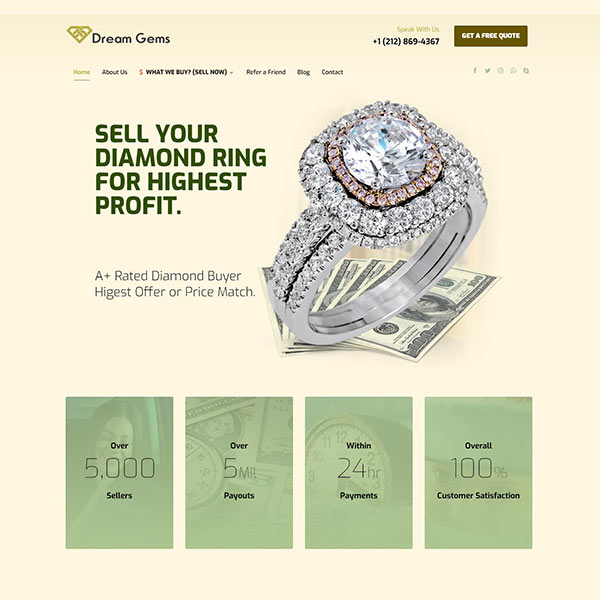 Dream Gems
Speak With Us
+1 (212) 869-4367
GET A FREE QUOTE
Home
About Us
$ WHAT WE BUY? (SELL NOW)
Refer a Friend
Blog
Contact
SELL YOUR
DIAMOND RING
FOR HIGHEST
PROFIT.
A+ Rated Diamond Buyer
Higest Offer or Price Match.
100
Over
5,000
Sellers
Over
5Mil
Payouts
Within
24hr
Payments
Overall
100%
Customer Satisfaction